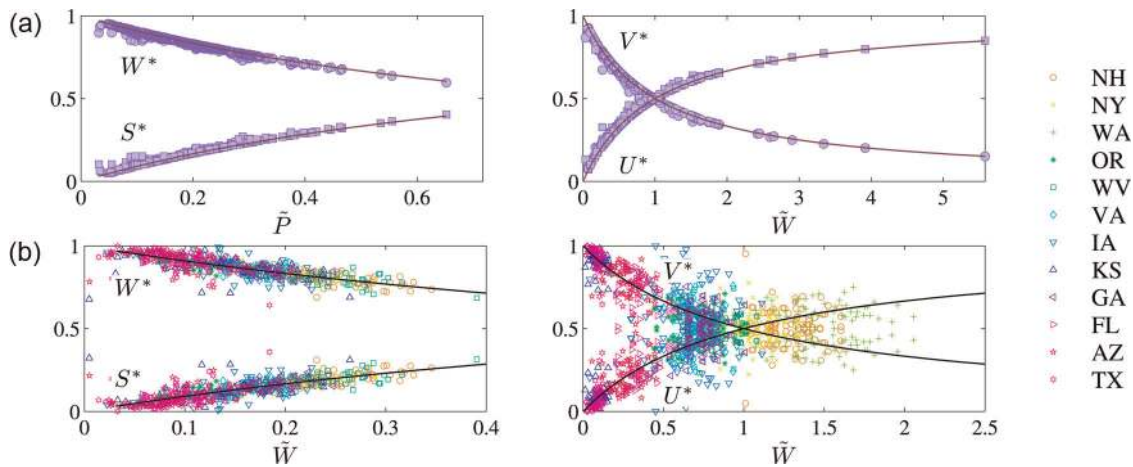 (a)
1
0.5
0
W*
S*
0
0.2
0.4
0.6
P̃
1
0.5
0
V*
U*
0
1
2
3
4
5
W̃
(b)
1
0.5
0
W*
S*
0
0.1
0.2
0.3
0.4
W̃
1
0.5
0
V*
U*
0
0.5
1
1.5
2
2.5
W̃
NH
NY
WA
OR
WV
VA
IA
KS
GA
FL
AZ
TX